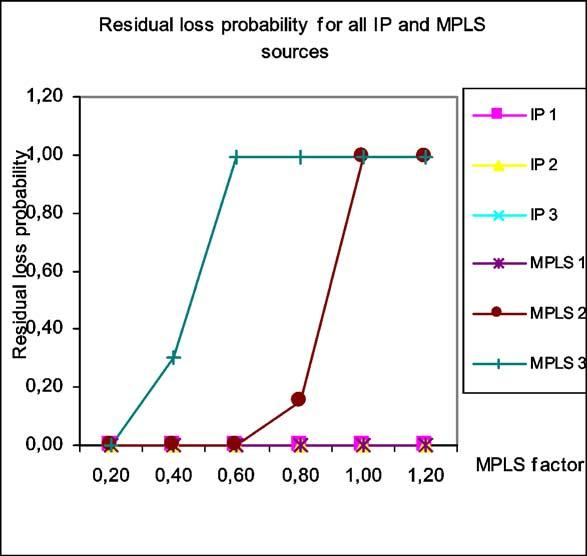 Residual loss probability for all IP and MPLS
sources
1,20
1,00
0,80
0,60
0,40
0,20
0,00
Residual loss probability
0,20 0,40 0,60 0,80 1,00 1,20
MPLS factor
IP 1
IP 2
IP 3
MPLS 1
MPLS 2
MPLS 3